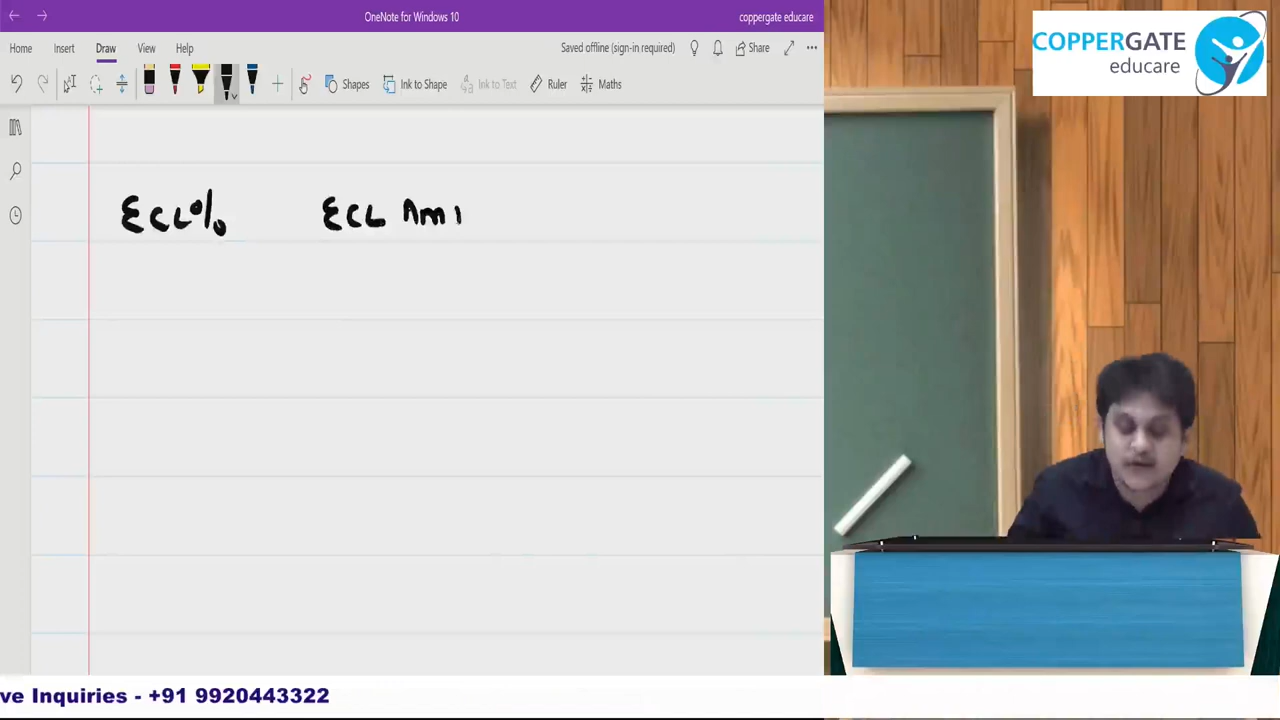 OneNote for Windows 10
coppergate educare
Home Insert Draw View Help
Saved offline (sign-in required) Share
Shapes Ink to Shape Ink to Text Ruler Maths
COPPERGATE
educare
ECL% ECL Am
ve Inquiries - +91 9920443322